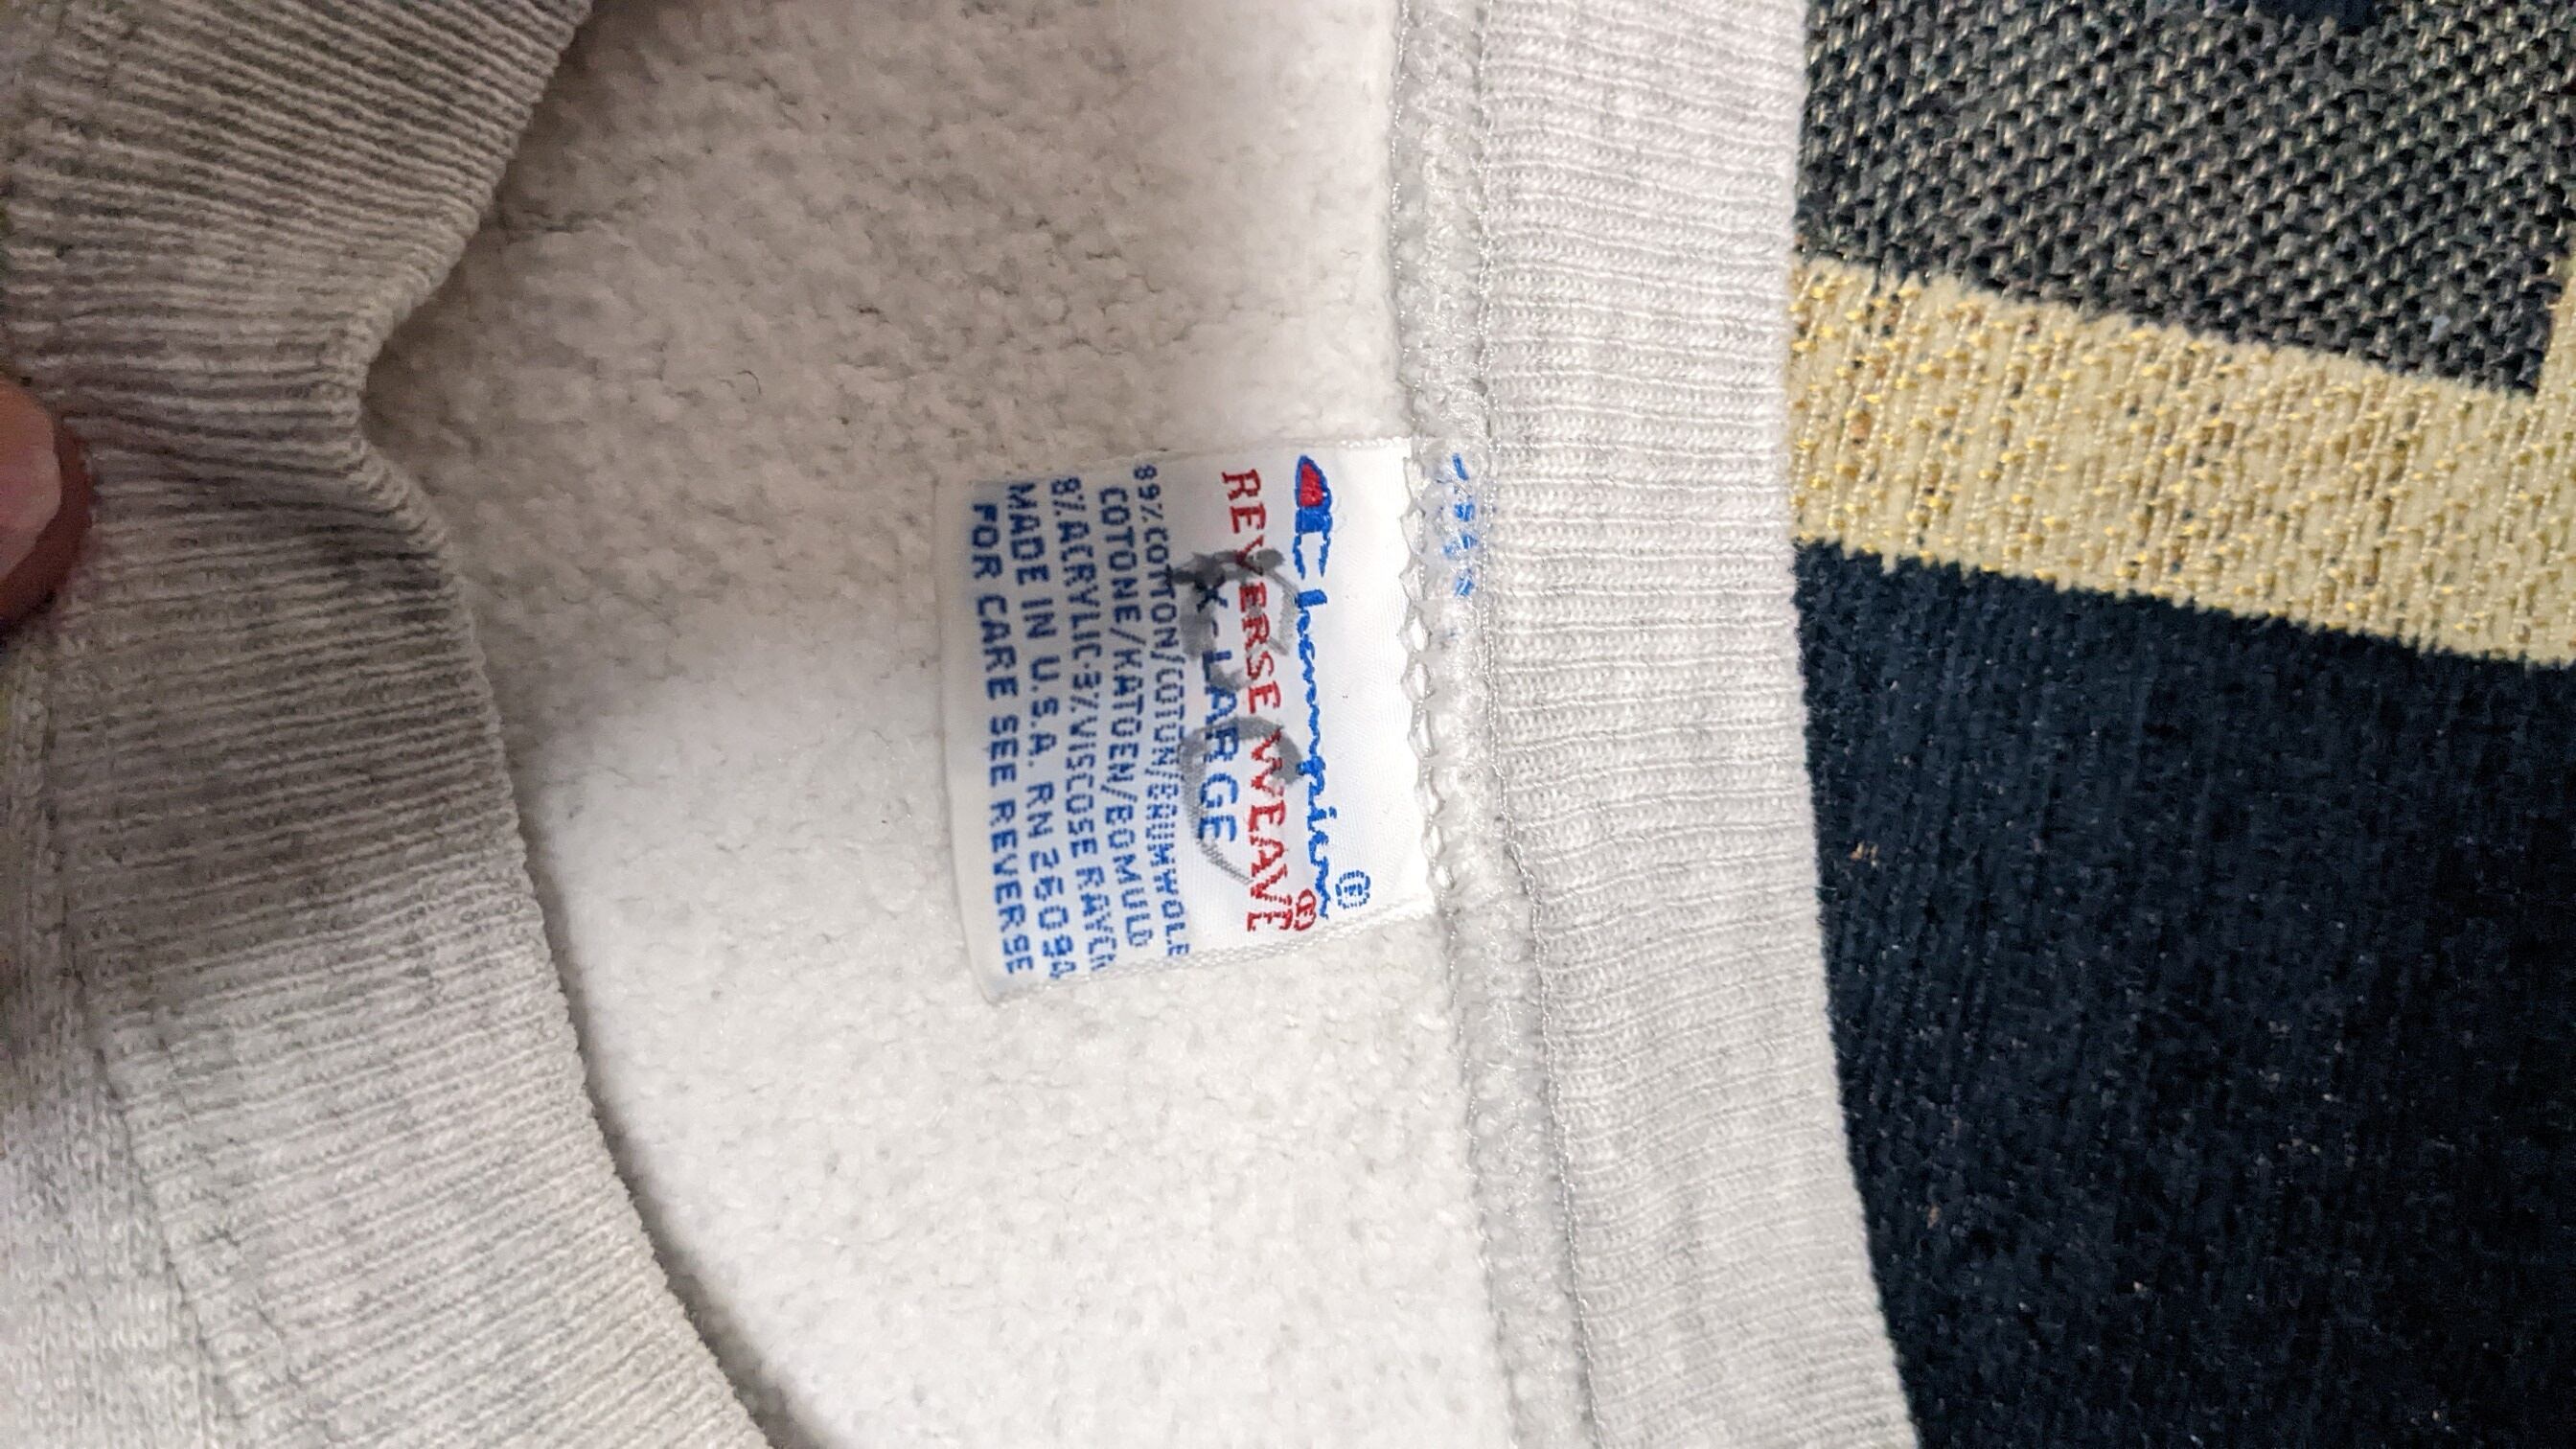 Champion®
REVERSE WEAVE®
X-LARGE
89% COTTON/COTON/BAUMWOLLE
COTONE/KATOEN/BOMULD
8% ACRYLIC·3% VISCOSE RAYON
MADE IN U.S.A. RN 26094
FOR CARE SEE REVERSE